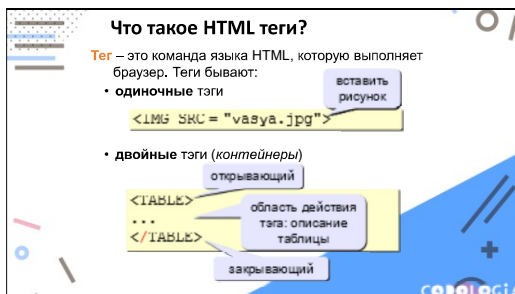 Что такое HTML теги?
Тег – это команда языка HTML, которую выполняет
браузер. Теги бывают:
• одиночные тэги
вставить
рисунок
<IMG SRC = "vasya.jpg">
• двойные тэги (контейнеры)
открывающий
<TABLE>
...
</TABLE>
область действия
тэга: описание
таблицы
закрывающий
CODOLOGIA